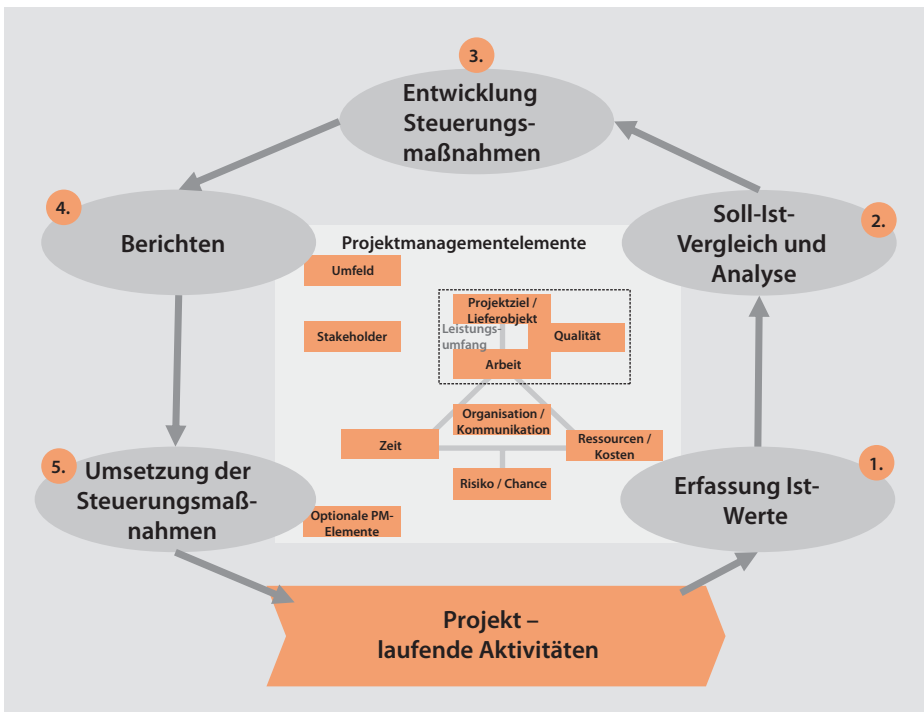 3.
Entwicklung
Steuerungs-
maßnahmen
4.
Berichten
2.
Soll-Ist-
Vergleich und
Analyse
Projektmanagementelemente
Umfeld
Projektziel /
Lieferobjekt
Stakeholder
Leistungs-
umfang
Qualität
Arbeit
Organisation /
Kommunikation
Zeit
Ressourcen /
Kosten
Risiko / Chance
Optionale PM-
Elemente
5.
Umsetzung der
Steuerungsmaß-
nahmen
1.
Erfassung Ist-
Werte
Projekt –
laufende Aktivitäten